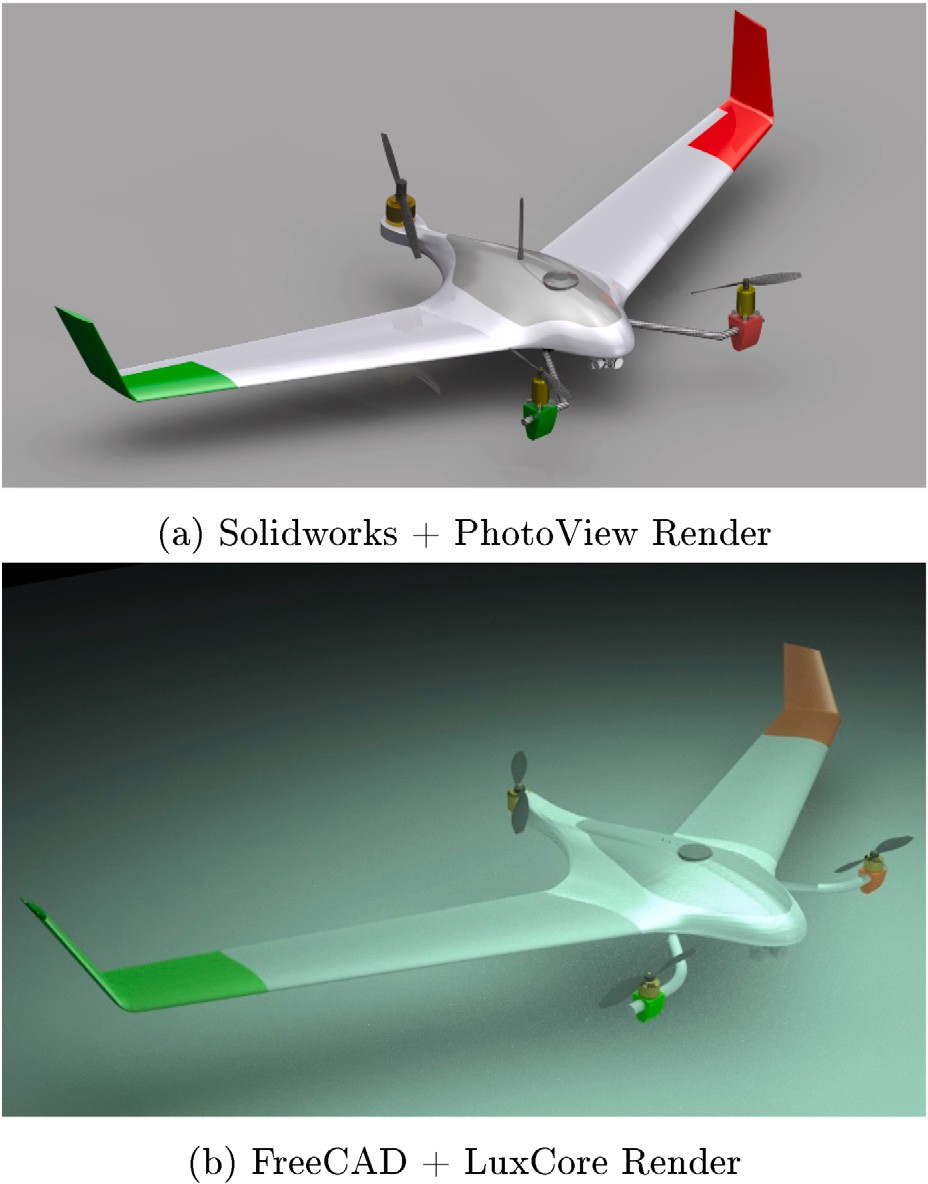 (a) Solidworks + PhotoView Render
(b) FreeCAD + LuxCore Render